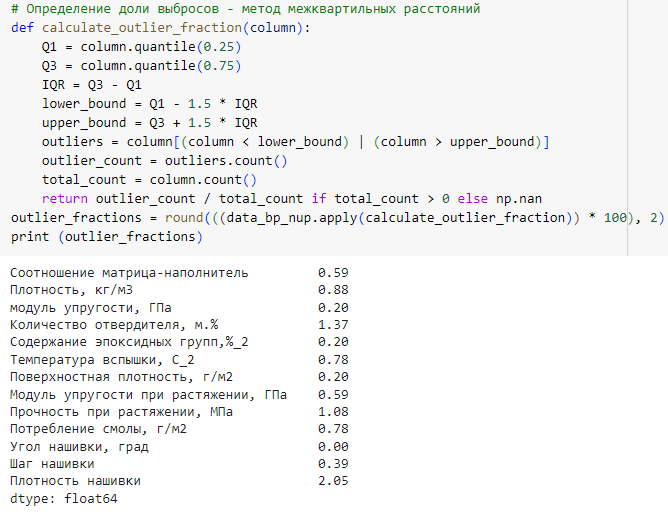 # Определение доли выбросов - метод межквартильных расстояний
def calculate_outlier_fraction(column):
    Q1 = column.quantile(0.25)
    Q3 = column.quantile(0.75)
    IQR = Q3 - Q1
    lower_bound = Q1 - 1.5 * IQR
    upper_bound = Q3 + 1.5 * IQR
    outliers = column[(column < lower_bound) | (column > upper_bound)]
    outlier_count = outliers.count()
    total_count = column.count()
    return outlier_count / total_count if total_count > 0 else np.nan
outlier_fractions = round(((data_bp_nup.apply(calculate_outlier_fraction)) * 100), 2)
print (outlier_fractions)
Соотношение матрица-наполнитель 0.59
Плотность, кг/м3 0.88
модуль упругости, ГПа 0.20
Количество отвердителя, м.% 1.37
Содержание эпоксидных групп,%_2 0.20
Температура вспышки, С_2 0.78
Поверхностная плотность, г/м2 0.20
Модуль упругости при растяжении, ГПа 0.59
Прочность при растяжении, МПа 1.08
Потребление смолы, г/м2 0.78
Угол нашивки, град 0.00
Шаг нашивки 0.39
Плотность нашивки 2.05
dtype: float64